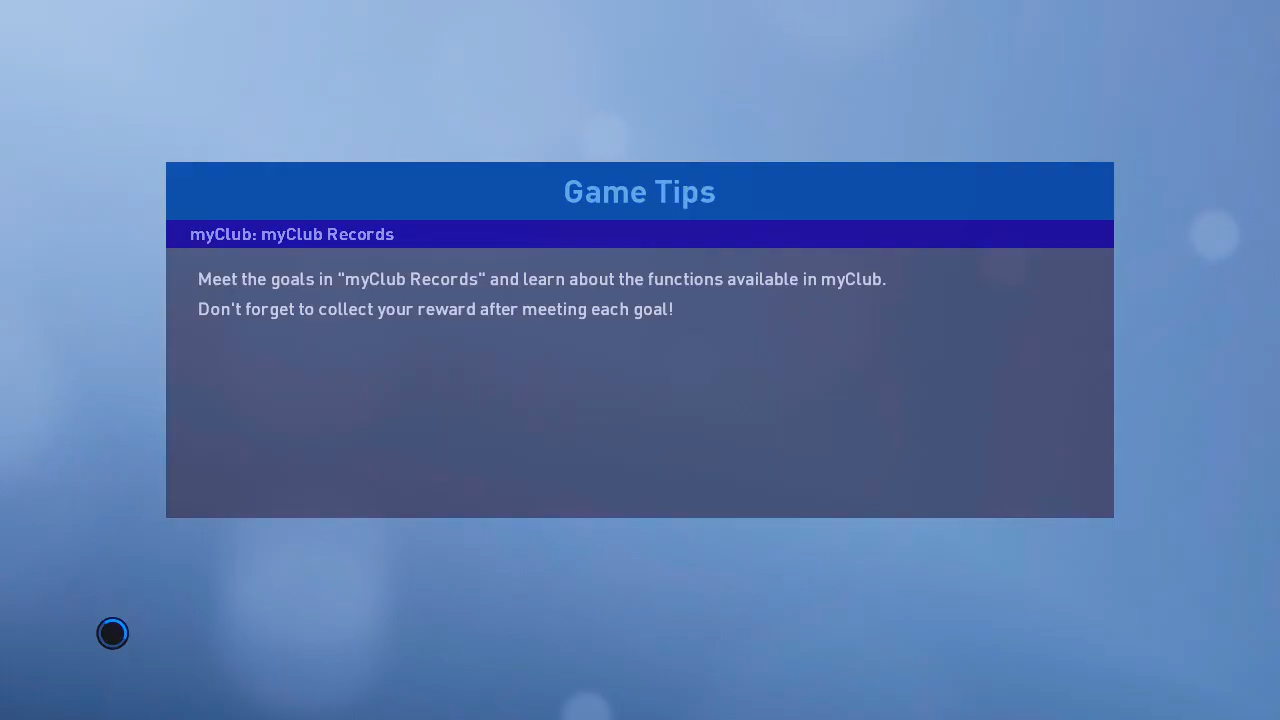 Game Tips
myClub: myClub Records
Meet the goals in "myClub Records" and learn about the functions available in myClub.
Don't forget to collect your reward after meeting each goal!